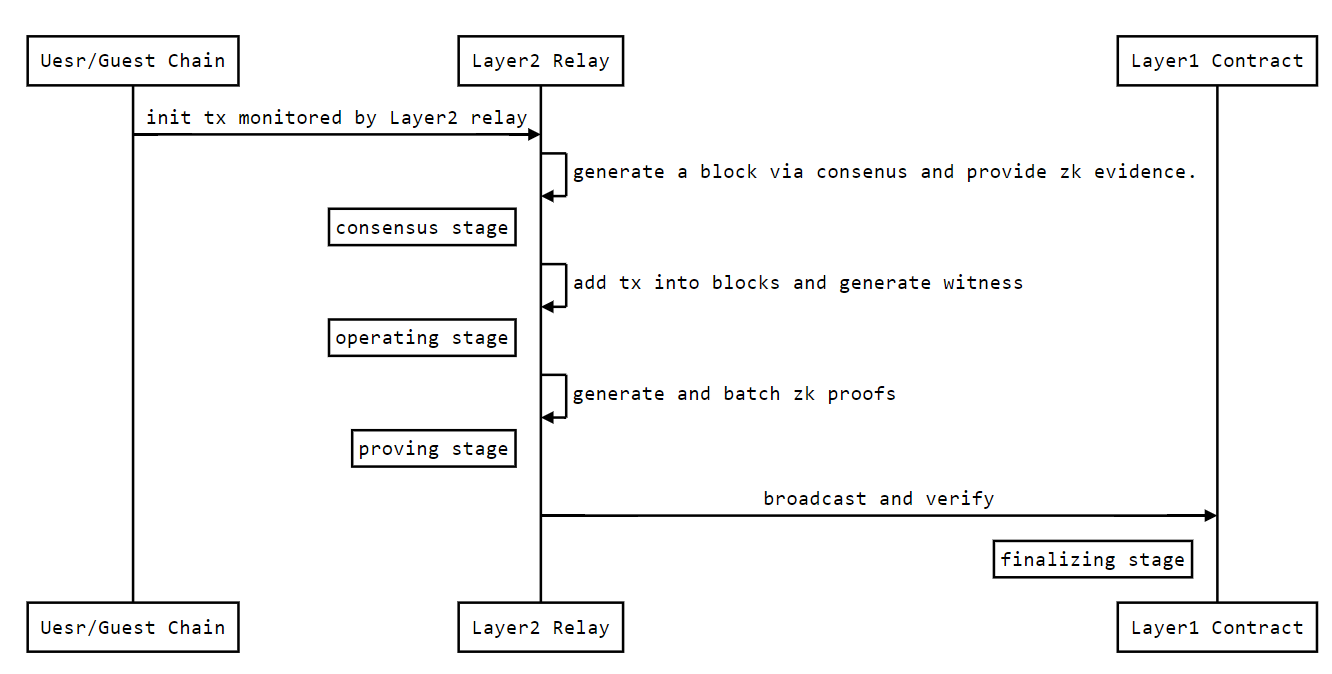 Uesr/Guest Chain
Layer2 Relay
Layer1 Contract
init tx monitored by Layer2 relay
generate a block via consenus and provide zk evidence.
consensus stage
add tx into blocks and generate witness
operating stage
generate and batch zk proofs
proving stage
broadcast and verify
finalizing stage
Uesr/Guest Chain
Layer2 Relay
Layer1 Contract